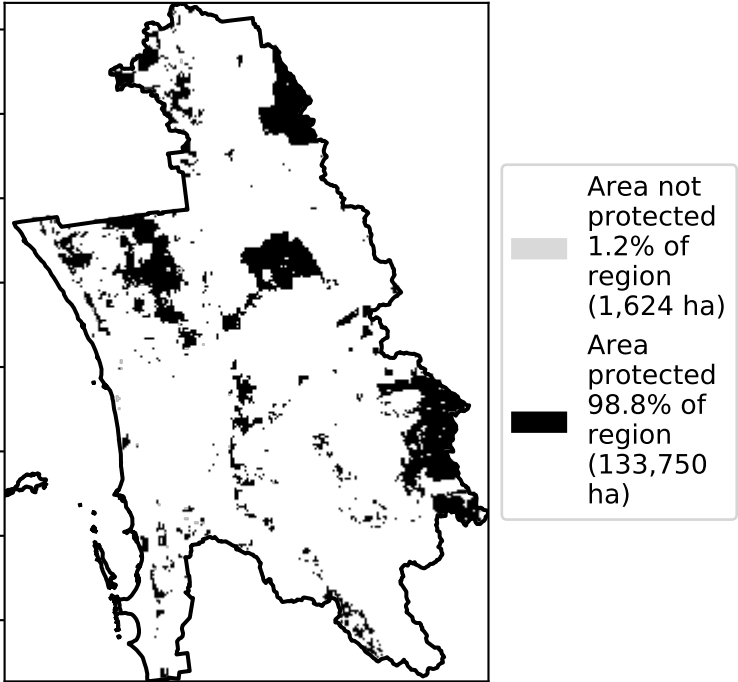 Area not
protected
1.2% of
region
(1,624 ha)
Area
protected
98.8% of
region
(133,750
ha)